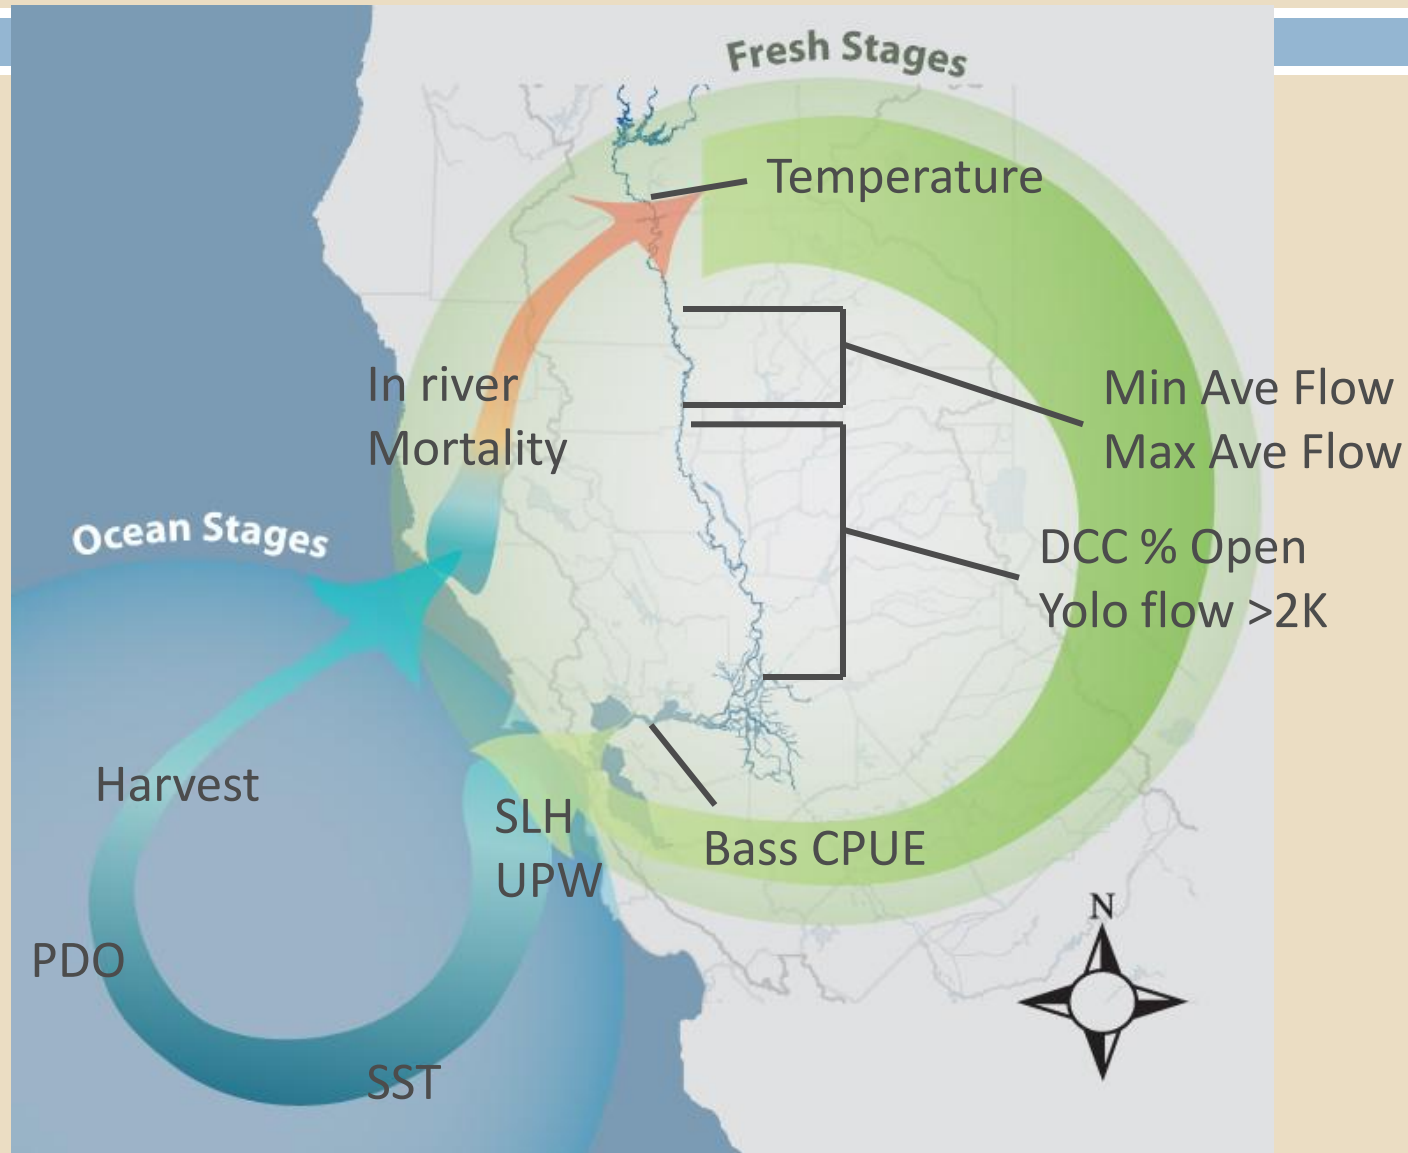 Fresh Stages
Temperature
In river
Mortality
Min Ave Flow
Max Ave Flow
Ocean Stages
DCC % Open
Yolo flow >2K
Harvest
SLH
UPW
Bass CPUE
N
PDO
SST